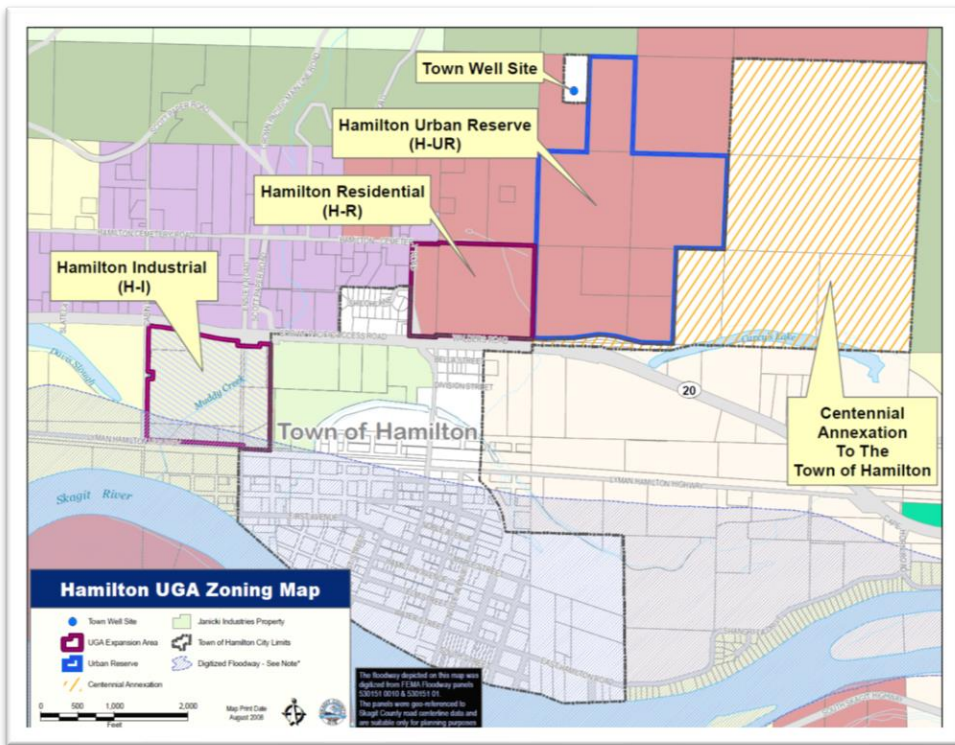 Town Well Site
Hamilton Urban Reserve
(H-UR)
Hamilton Residential
(H-R)
Hamilton Industrial
(H-I)
Muddy Creek
Town of Hamilton
DIVISION STREET
20
Centennial
Annexation
To The
Town of Hamilton
LYMAN HAMILTON HIGHWAY
Skagit River
FIRST AVENUE
Hamilton UGA Zoning Map
Town Well Site
Janicki Industries Property
UGA Expansion Area
Town of Hamilton City Limits
Urban Reserve
Digitized Floodway - See Note*
Centennial Annexation
0 500 1,000 2,000
Feet
Map Print Date
August 2008
The floodway depicted on this map was
digitized from FEMA Floodway panels
530151 0010 & 530151 01.
The panels were geo-referenced to
Skagit County road centerline data and
are suitable only for planning purposes
SOUTH SKAGIT HIGHWAY